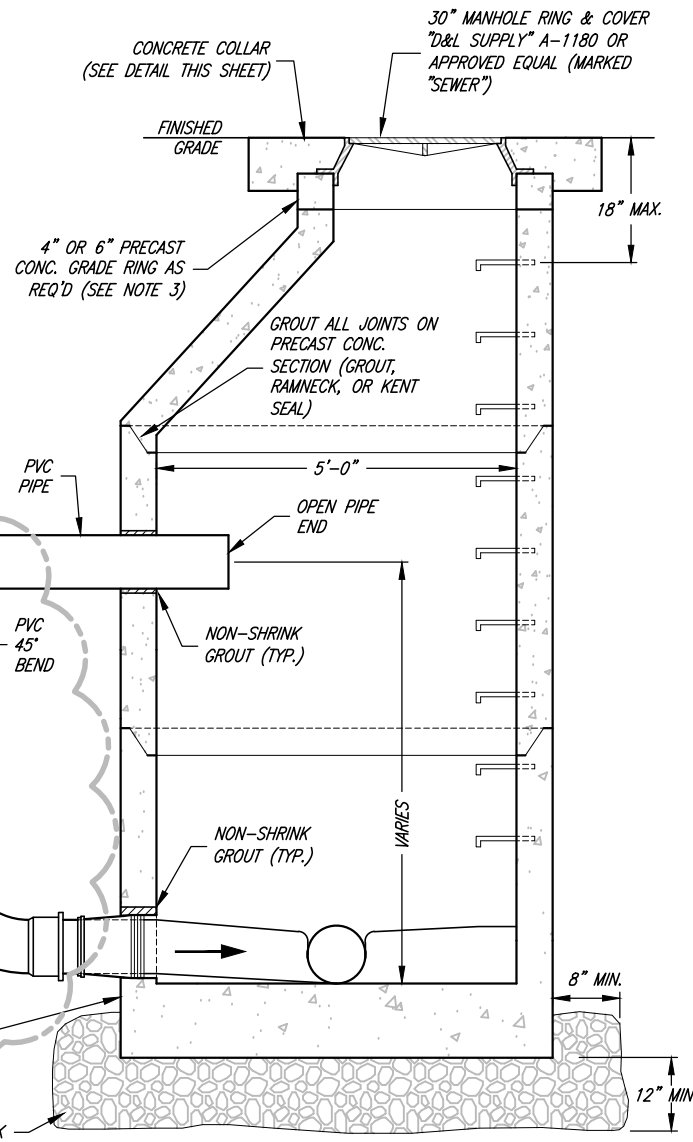 30" MANHOLE RING & COVER
"D&L SUPPLY" A-1180 OR
APPROVED EQUAL (MARKED
"SEWER")
CONCRETE COLLAR
(SEE DETAIL THIS SHEET)
FINISHED
GRADE
18" MAX.
4" OR 6" PRECAST
CONC. GRADE RING AS
REQ'D (SEE NOTE 3)
GROUT ALL JOINTS ON
PRECAST CONC.
SECTION (GROUT,
RAMNECK, OR KENT
SEAL)
5'-0"
PVC
PIPE
OPEN PIPE
END
PVC
45°
BEND
NON-SHRINK
GROUT (TYP.)
VARIES
NON-SHRINK
GROUT (TYP.)
8" MIN.
12" MIN